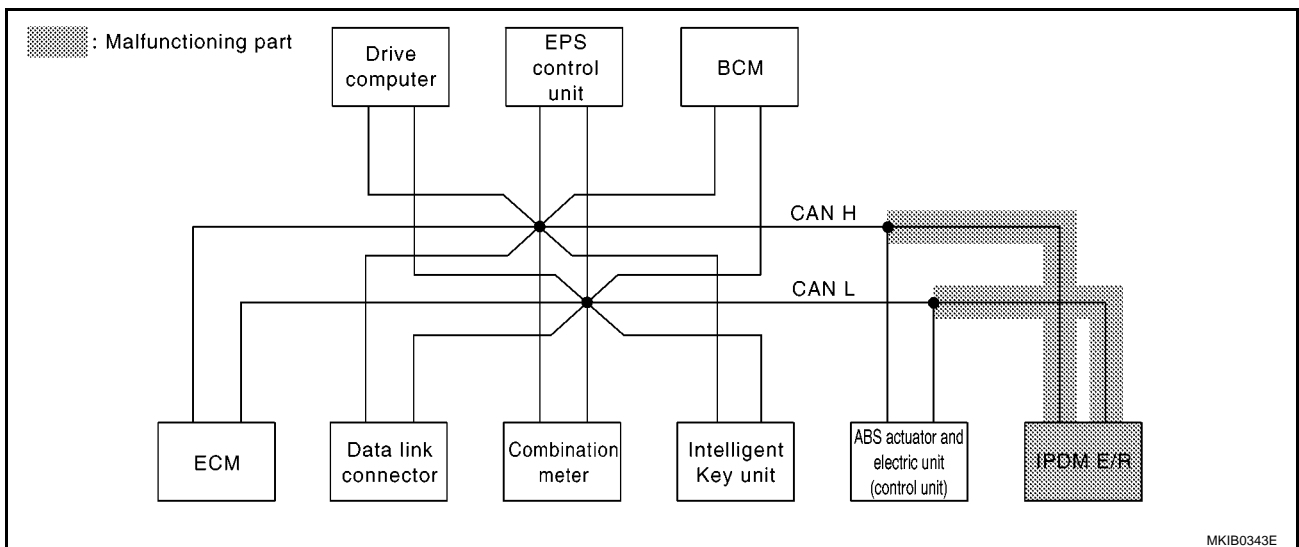 : Malfunctioning part
Drive
computer
EPS
control
unit
BCM
CAN H
CAN L
ECM
Data link
connector
Combination
meter
Intelligent
Key unit
ABS actuator and
electric unit
(control unit)
IPDM E/R
MKIB0343E